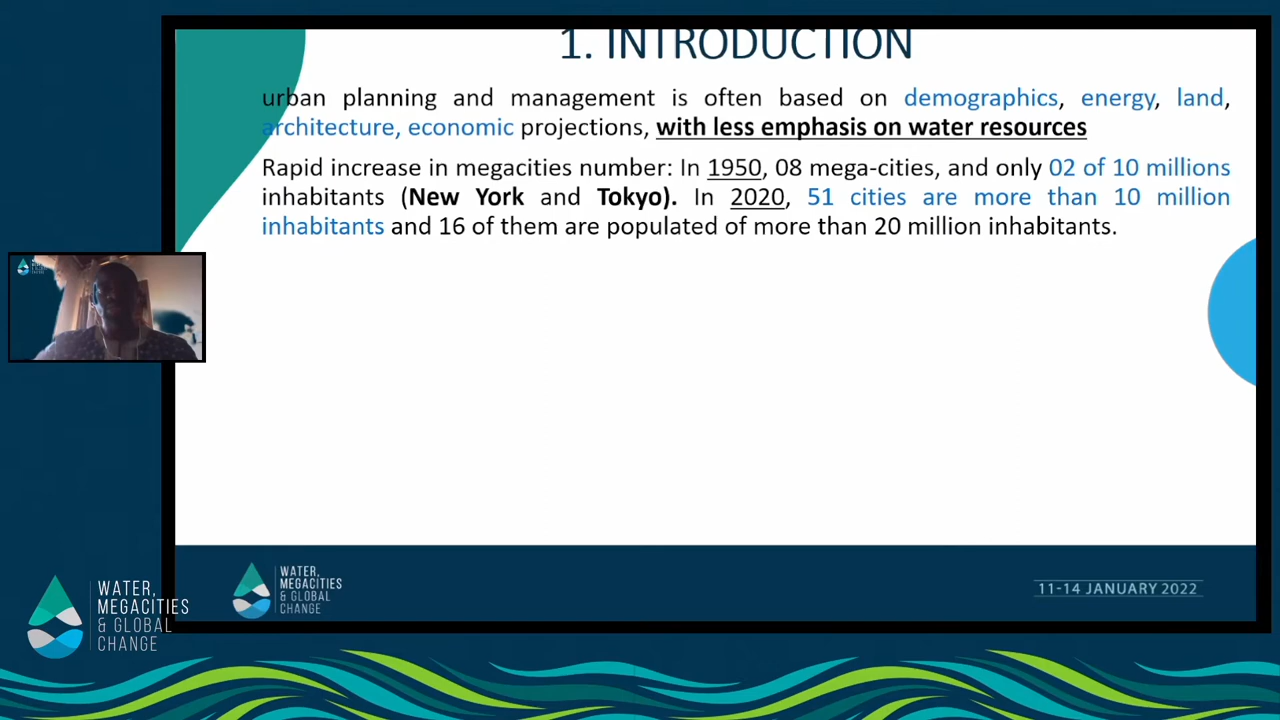 1. INTRODUCTION
urban planning and management is often based on demographics, energy, land,
architecture, economic projections, with less emphasis on water resources
Rapid increase in megacities number: In 1950, 08 mega-cities, and only 02 of 10 millions
inhabitants (New York and Tokyo). In 2020, 51 cities are more than 10 million
inhabitants and 16 of them are populated of more than 20 million inhabitants.
WATER,
MEGACITIES
& GLOBAL
CHANGE
11-14 JANUARY 2022
WATER,
MEGACITIES
& GLOBAL
CHANGE